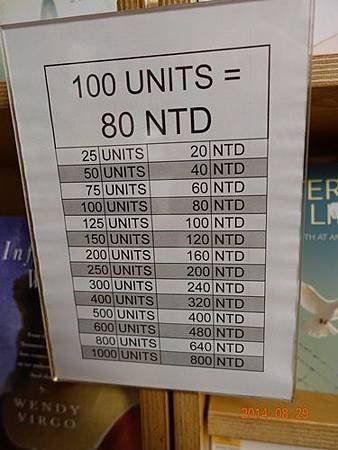 100 UNITS =
80 NTD
25 UNITS 20 NTD
50 UNITS 40 NTD
75 UNITS 60 NTD
100 UNITS 80 NTD
125 UNITS 100 NTD
150 UNITS 120 NTD
200 UNITS 160 NTD
250 UNITS 200 NTD
300 UNITS 240 NTD
400 UNITS 320 NTD
500 UNITS 400 NTD
600 UNITS 480 NTD
800 UNITS 640 NTD
1000 UNITS 800 NTD
WENDY
VIRGO
2014 08 29